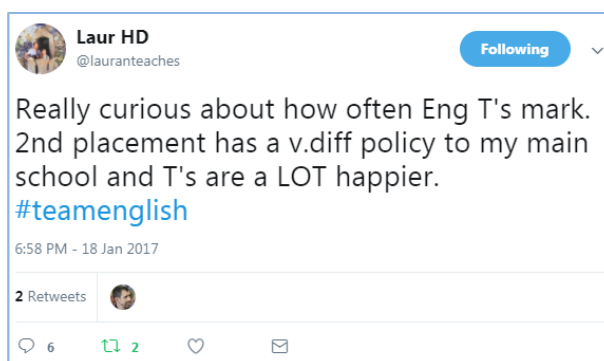 Laur HD
@lauranteaches
Following
Really curious about how often Eng T's mark.
2nd placement has a v.diff policy to my main
school and T's are a LOT happier.
#teamenglish
6:58 PM - 18 Jan 2017
2 Retweets
6 2